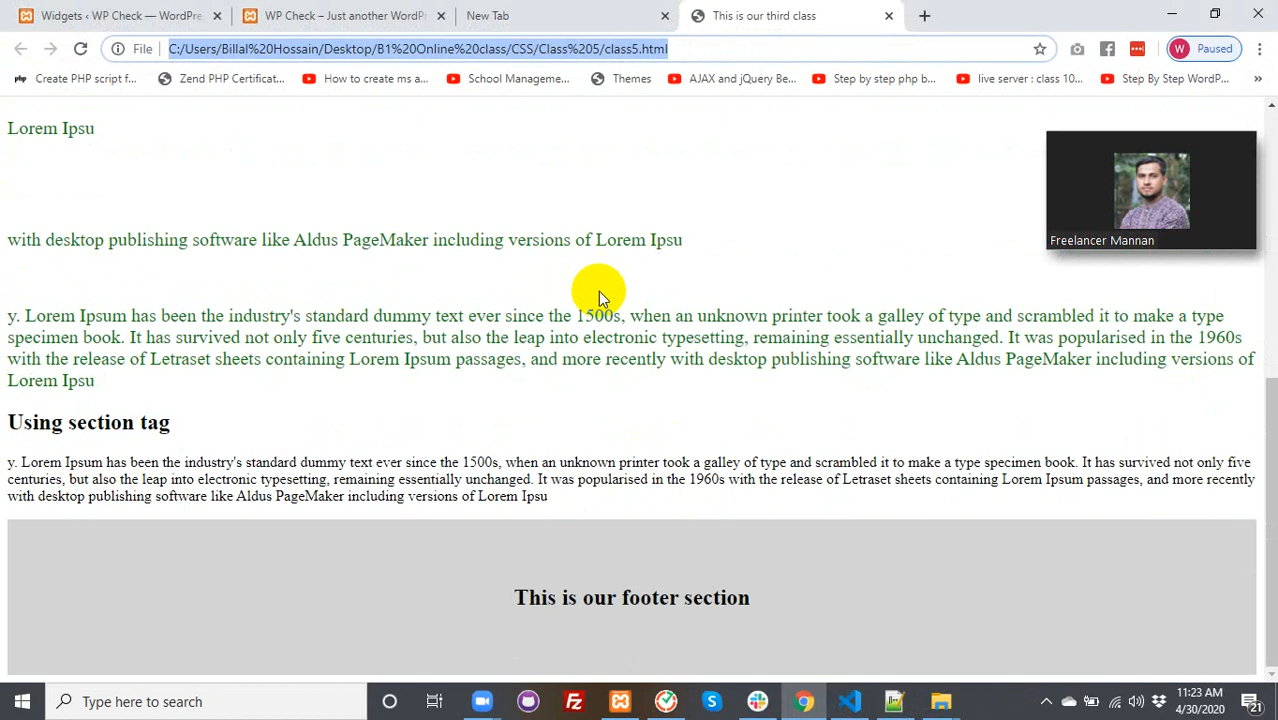 Widgets ‹ WP Check — WordPre
WP Check – Just another WordP
New Tab
This is our third class
File
C:/Users/Billal%20Hossain/Desktop/B1%20Online%20class/CSS/Class%205/class5.html
W Paused
Create PHP script f...
Zend PHP Certificat...
How to create ms a...
School Manageme...
Themes
AJAX and jQuery Be...
Step by step php b...
live server : class 10...
Step By Step WordP...
Lorem Ipsu
Freelancer Mannan
with desktop publishing software like Aldus PageMaker including versions of Lorem Ipsu
y. Lorem Ipsum has been the industry's standard dummy text ever since the 1500s, when an unknown printer took a galley of type and scrambled it to make a type
specimen book. It has survived not only five centuries, but also the leap into electronic typesetting, remaining essentially unchanged. It was popularised in the 1960s
with the release of Letraset sheets containing Lorem Ipsum passages, and more recently with desktop publishing software like Aldus PageMaker including versions of
Lorem Ipsu
Using section tag
y. Lorem Ipsum has been the industry's standard dummy text ever since the 1500s, when an unknown printer took a galley of type and scrambled it to make a type specimen book. It has survived not only five
centuries, but also the leap into electronic typesetting, remaining essentially unchanged. It was popularised in the 1960s with the release of Letraset sheets containing Lorem Ipsum passages, and more recently
with desktop publishing software like Aldus PageMaker including versions of Lorem Ipsu
This is our footer section
Type here to search
11:23 AM
4/30/2020
21